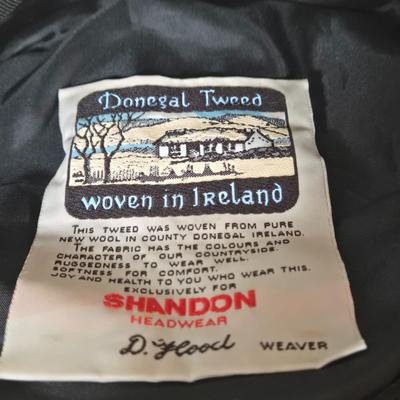 Donegal Tweed
woven in Ireland
THIS TWEED WAS WOVEN FROM PURE
NEW WOOL IN COUNTY DONEGAL IRELAND.
THE FABRIC HAS THE COLOURS AND
CHARACTER OF OUR COUNTRYSIDE.
RUGGEDNESS TO WEAR WELL.
SOFTNESS FOR COMFORT.
JOY AND HEALTH TO YOU WHO WEAR THIS.
EXCLUSIVELY FOR
SHANDON
HEADWEAR
D. Flood WEAVER